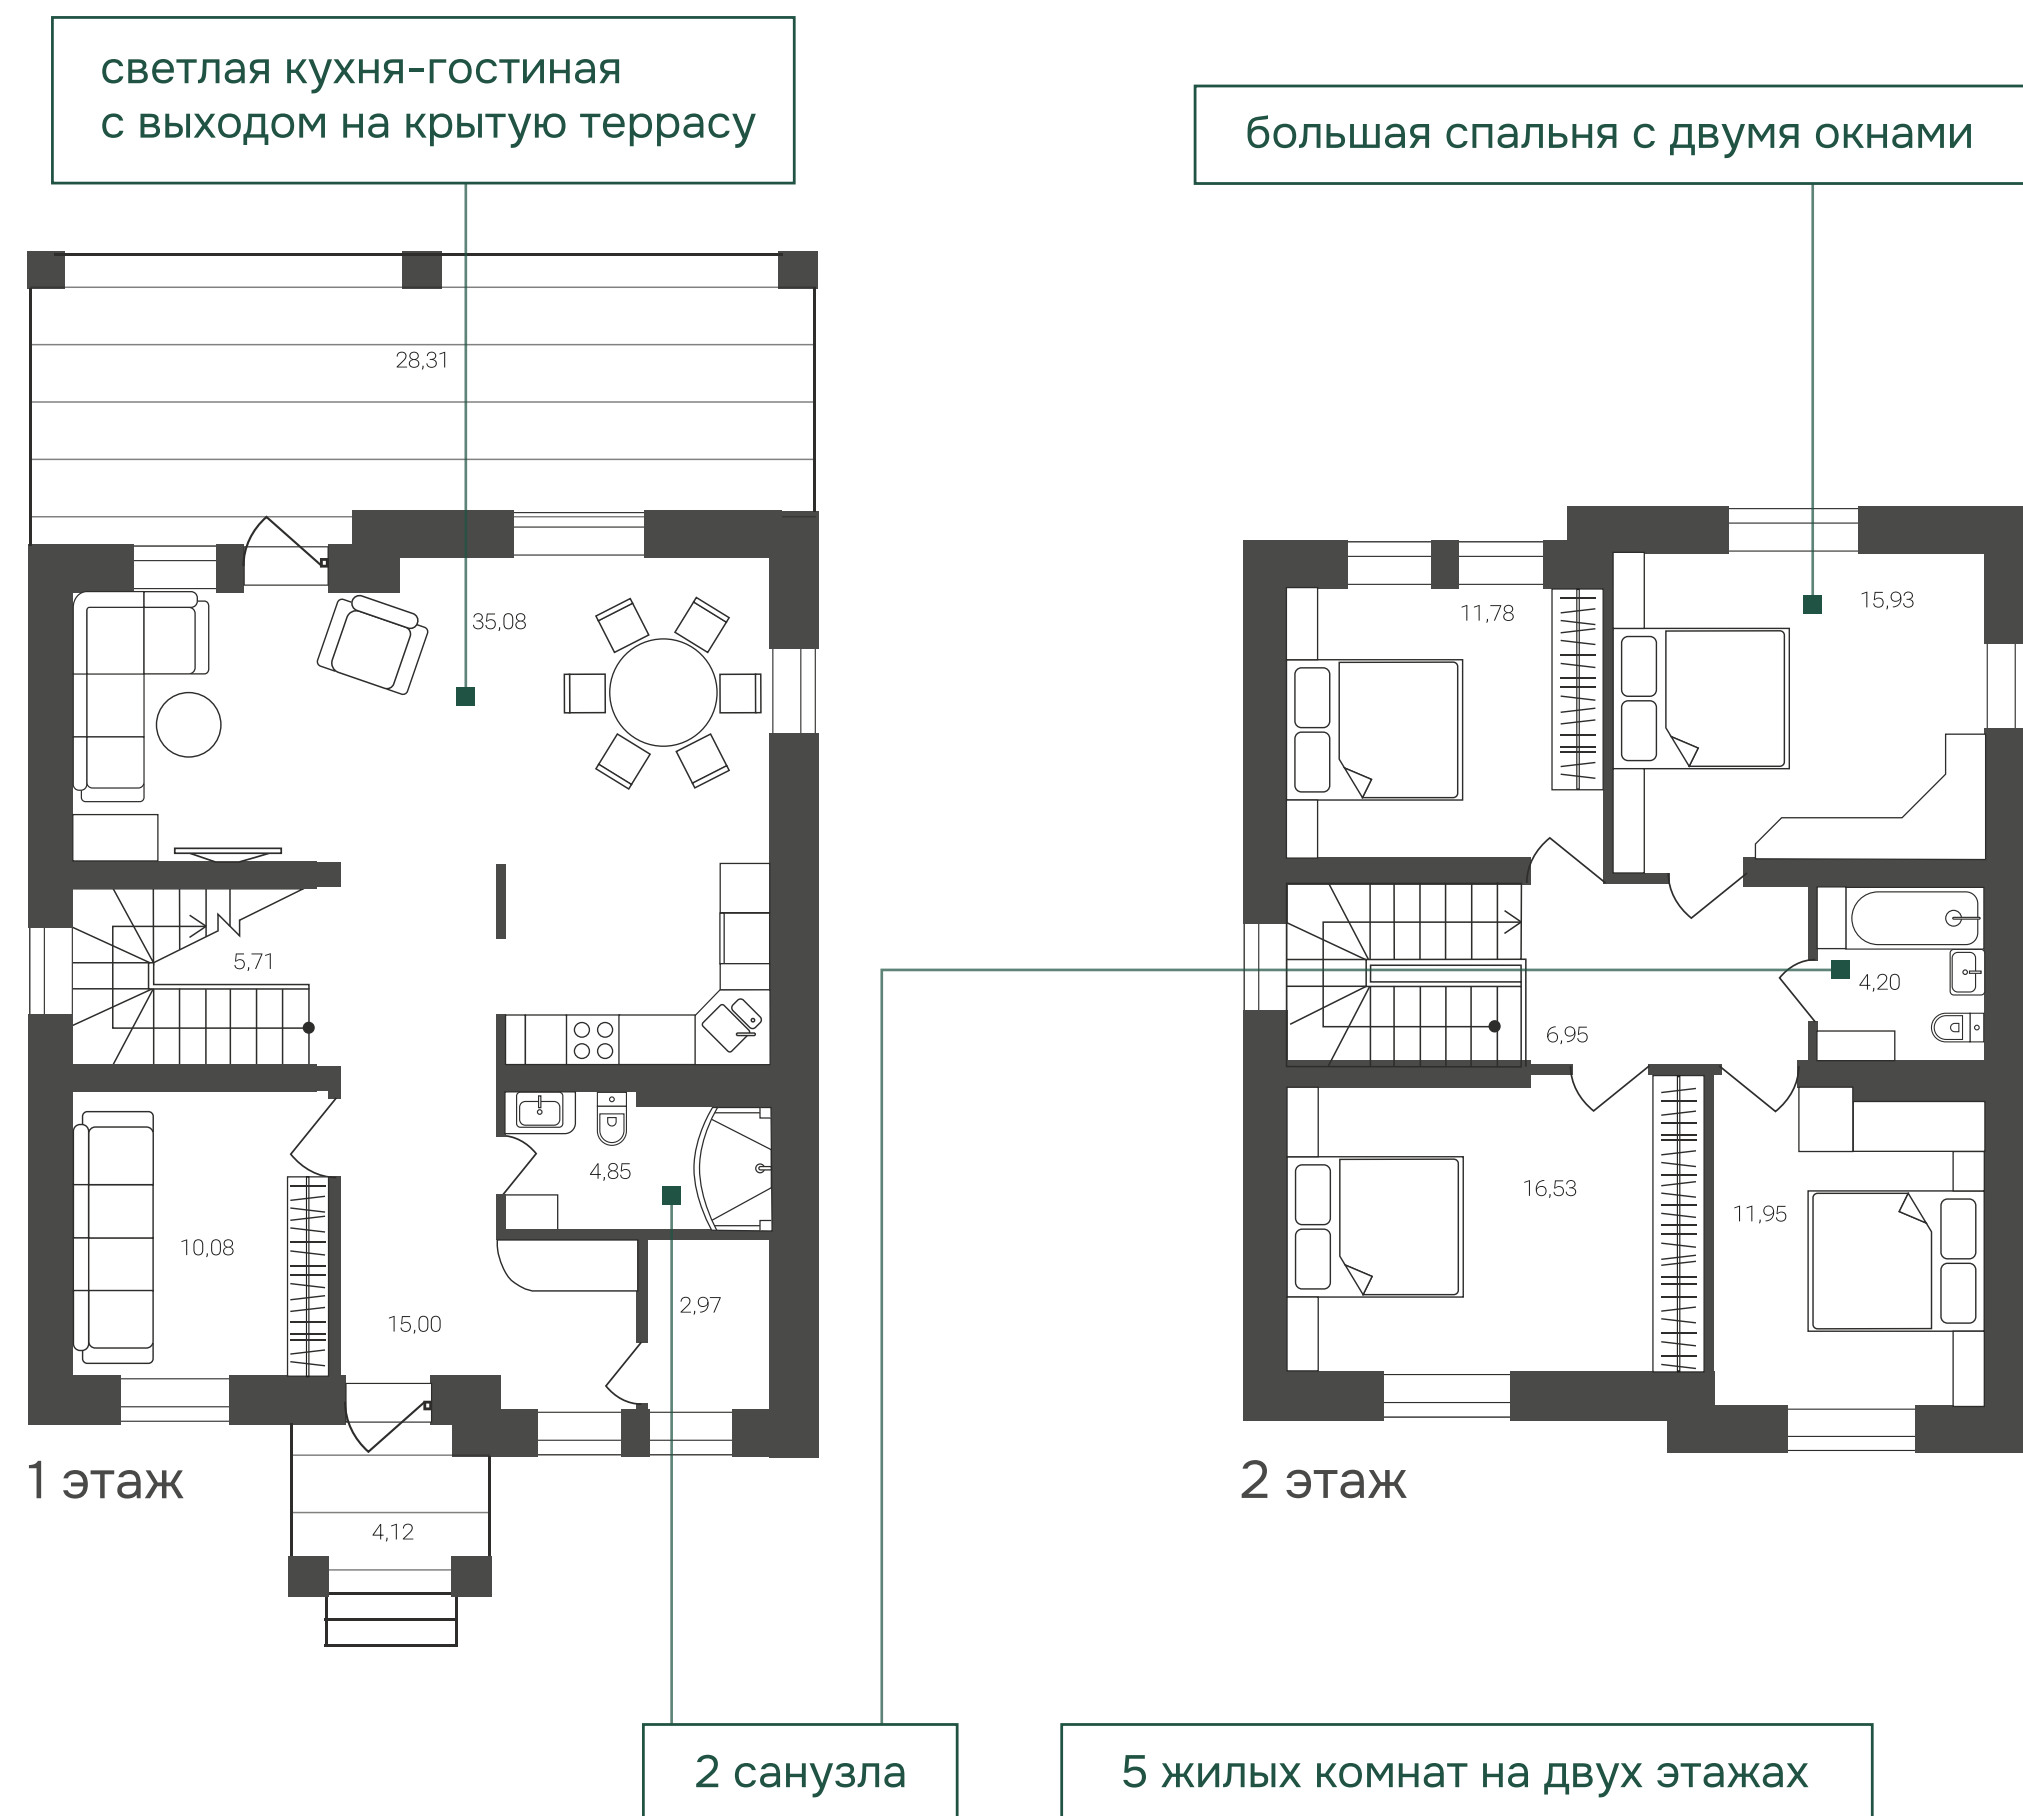 светлая кухня-гостиная
с выходом на крытую террасу
большая спальня с двумя окнами
28,31
35,08
5,71
4,85
10,08
15,00
2,97
1 этаж
4,12
11,78
15,93
4,20
6,95
16,53
11,95
2 этаж
2 санузла
5 жилых комнат на двух этажах